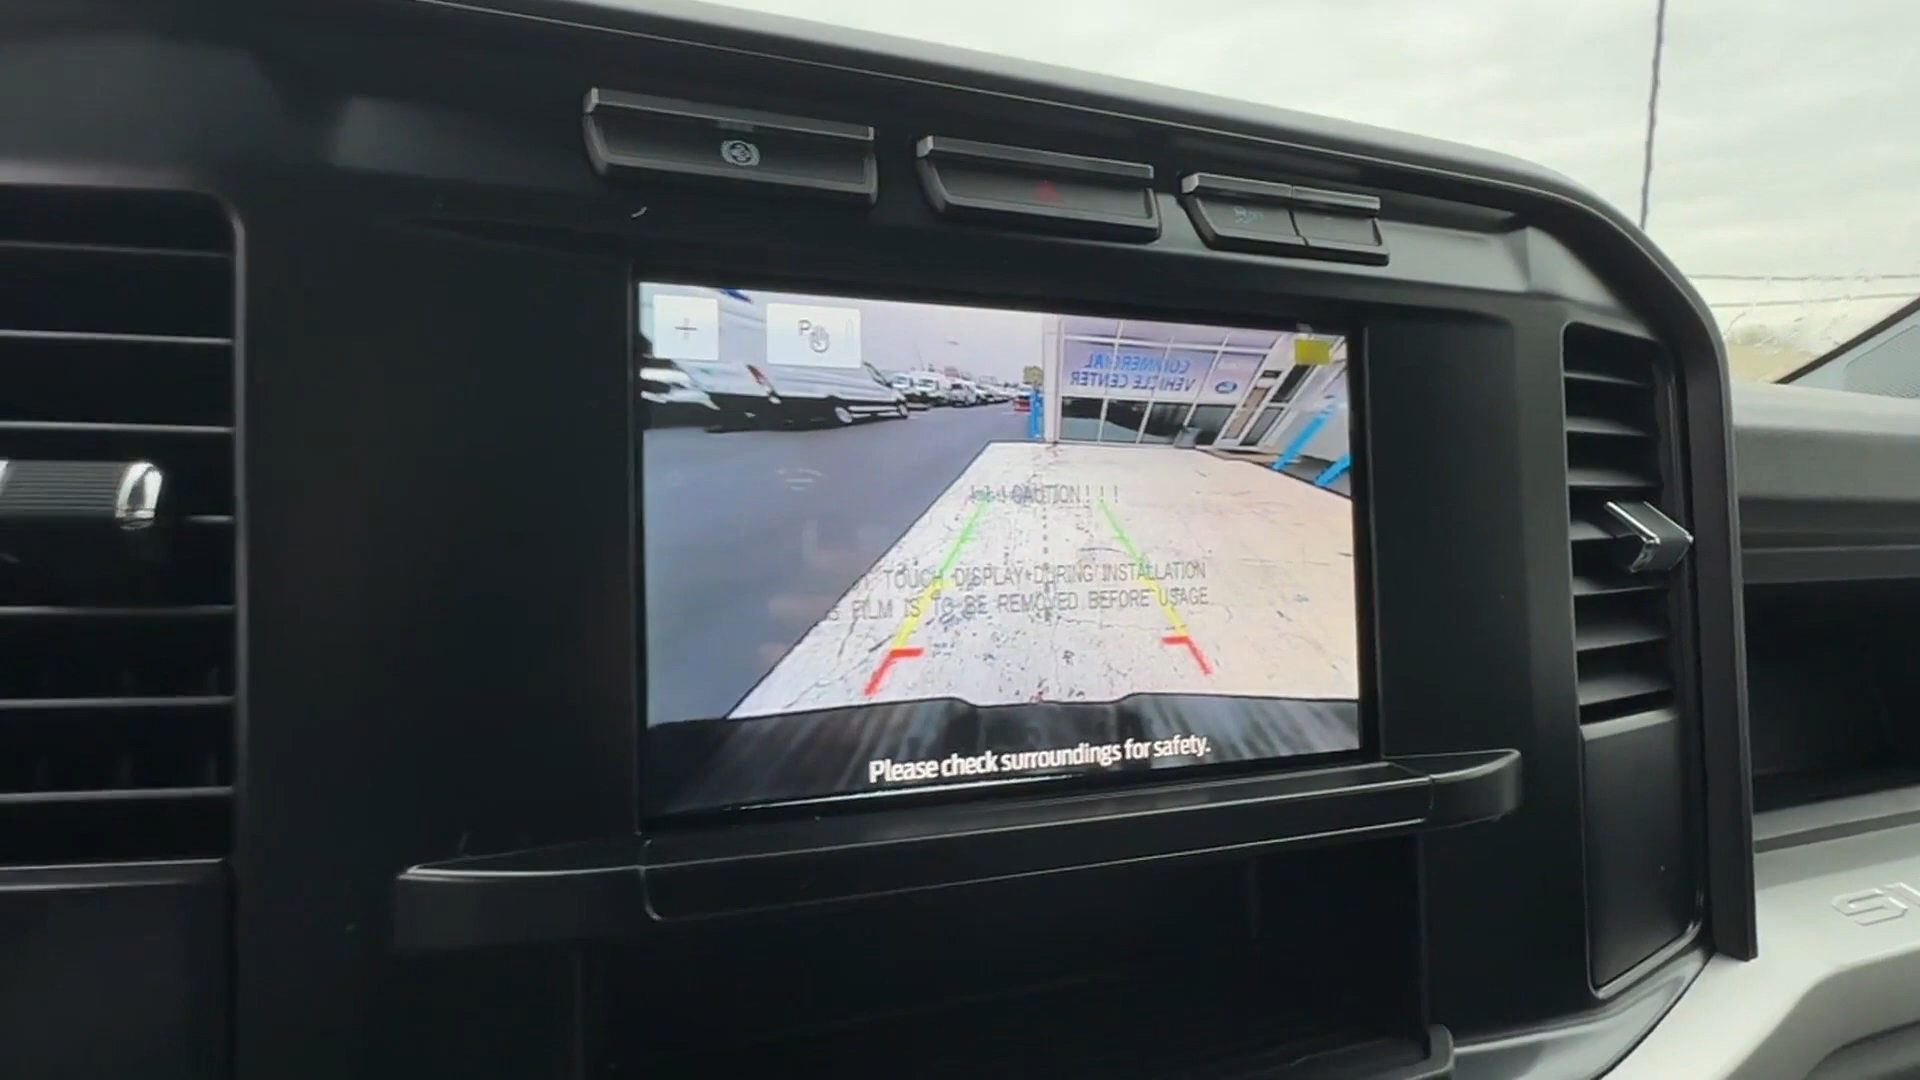 P
COMMERCIAL
VEHICLE CENTER
Ford
! ! ! CAUTION ! ! !
TOUCH DISPLAY DURING INSTALLATION
FILM IS TO BE REMOVED BEFORE USAGE
Please check surroundings for safety.